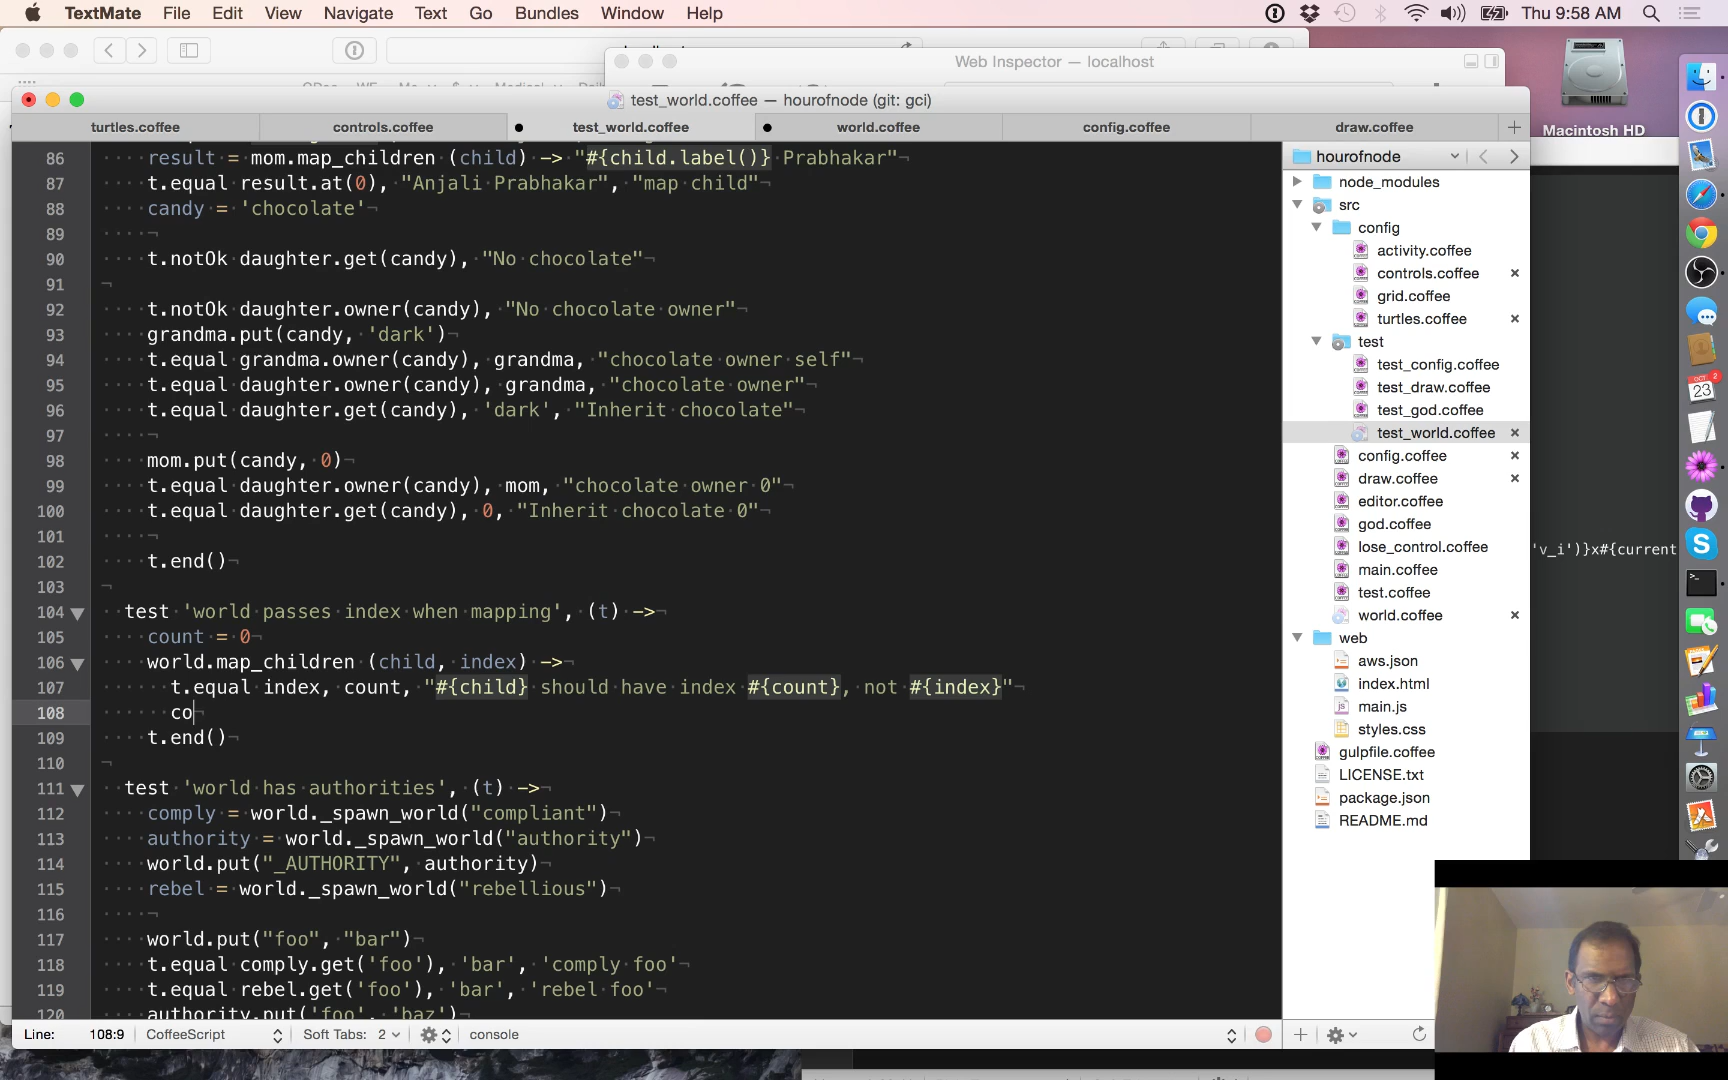 TextMate File Edit View Navigate Text Go Bundles Window Help Thu 9:58 AM
Web Inspector — localhost
test_world.coffee — hourofnode (git: gci)
Macintosh HD
turtles.coffee controls.coffee test_world.coffee world.coffee config.coffee draw.coffee
86 result = mom.map_children (child) -> "#{child.label()} Prabhakar"
87 t.equal result.at(0), "Anjali Prabhakar", "map child"
88 candy = 'chocolate'
89
90 t.notOk daughter.get(candy), "No chocolate"
91
92 t.notOk daughter.owner(candy), "No chocolate owner"
93 grandma.put(candy, 'dark')
94 t.equal grandma.owner(candy), grandma, "chocolate owner self"
95 t.equal daughter.owner(candy), grandma, "chocolate owner"
96 t.equal daughter.get(candy), 'dark', "Inherit chocolate"
97
98 mom.put(candy, 0)
99 t.equal daughter.owner(candy), mom, "chocolate owner 0"
100 t.equal daughter.get(candy), 0, "Inherit chocolate 0"
101
102 t.end()
103
104 test 'world passes index when mapping', (t) ->
105 count = 0
106 world.map_children (child, index) ->
107 t.equal index, count, "#{child} should have index #{count}, not #{index}"
108 co
109 t.end()
110
111 test 'world has authorities', (t) ->
112 comply = world._spawn_world("compliant")
113 authority = world._spawn_world("authority")
114 world.put("_AUTHORITY", authority)
115 rebel = world._spawn_world("rebellious")
116
117 world.put("foo", "bar")
118 t.equal comply.get('foo'), 'bar', 'comply foo'
119 t.equal rebel.get('foo'), 'bar', 'rebel foo'
120 authority.put('foo', 'baz')
Line: 108:9 CoffeeScript Soft Tabs: 2 console
hourofnode
node_modules
src
config
activity.coffee
controls.coffee
grid.coffee
turtles.coffee
test
test_config.coffee
test_draw.coffee
test_god.coffee
test_world.coffee
config.coffee
draw.coffee
editor.coffee
god.coffee
lose_control.coffee
main.coffee
test.coffee
world.coffee
web
aws.json
index.html
main.js
styles.css
gulpfile.coffee
LICENSE.txt
package.json
README.md
'v_i')}x#{current
OCT 2
23